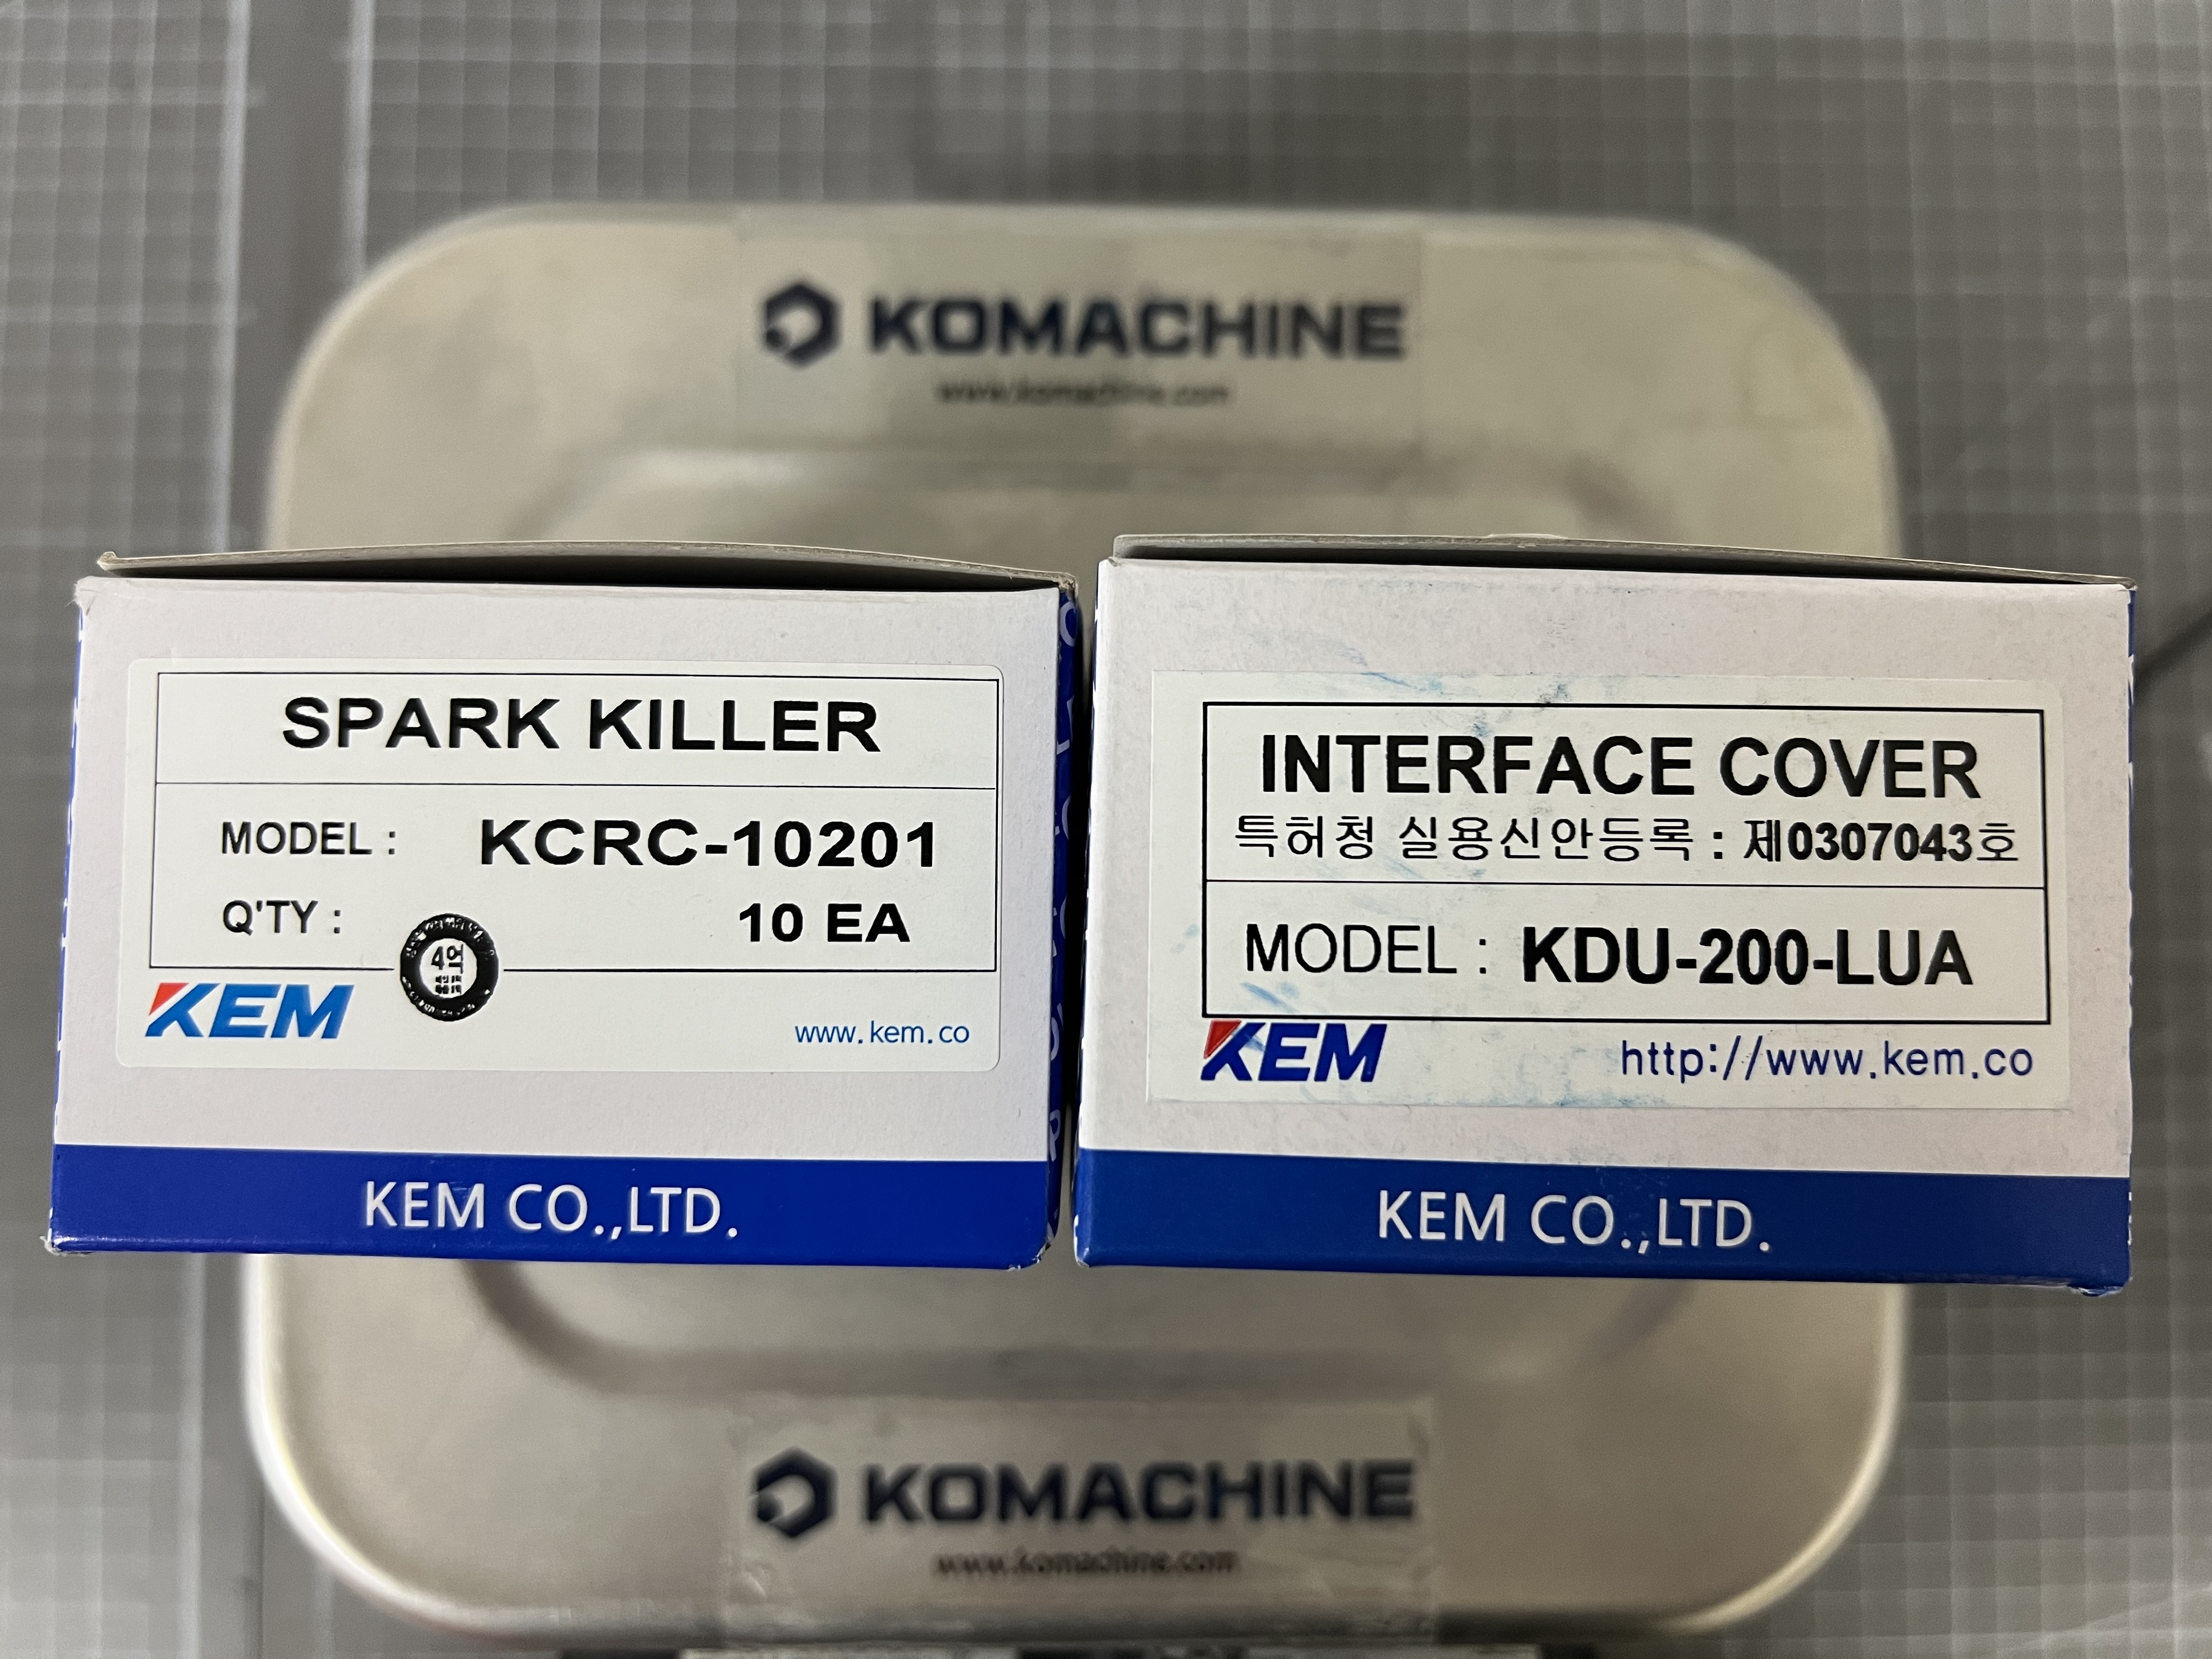 KOMACHINE
www.komachine.com
SPARK KILLER
MODEL : KCRC-10201
Q'TY : 10 EA
4억
KEM
www.kem.co
KEM CO.,LTD.
INTERFACE COVER
특허청 실용신안등록 : 제0307043호
MODEL : KDU-200-LUA
KEM
http://www.kem.co
KEM CO.,LTD.
KOMACHINE
www.komachine.com